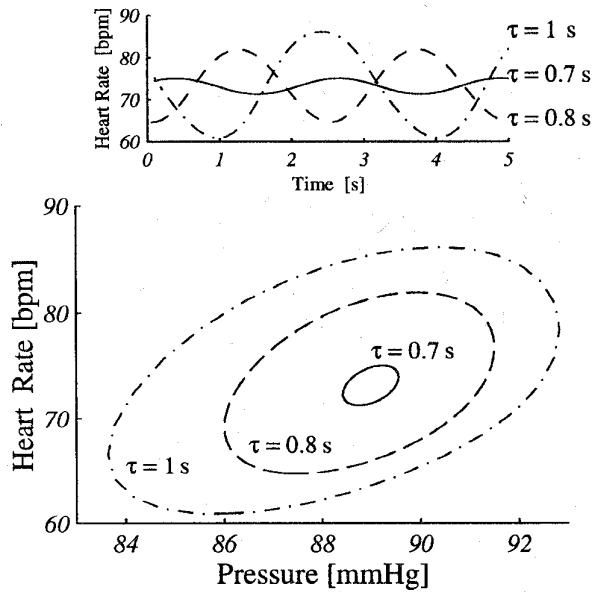 90
80
72
60
Heart Rate [bpm]
τ = 1 s
τ = 0.7 s
τ = 0.8 s
0 1 2 3 4 5
Time [s]
90
80
70
60
Heart Rate [bpm]
τ = 0.7 s
τ = 0.8 s
τ = 1 s
84 86 88 90 92
Pressure [mmHg]